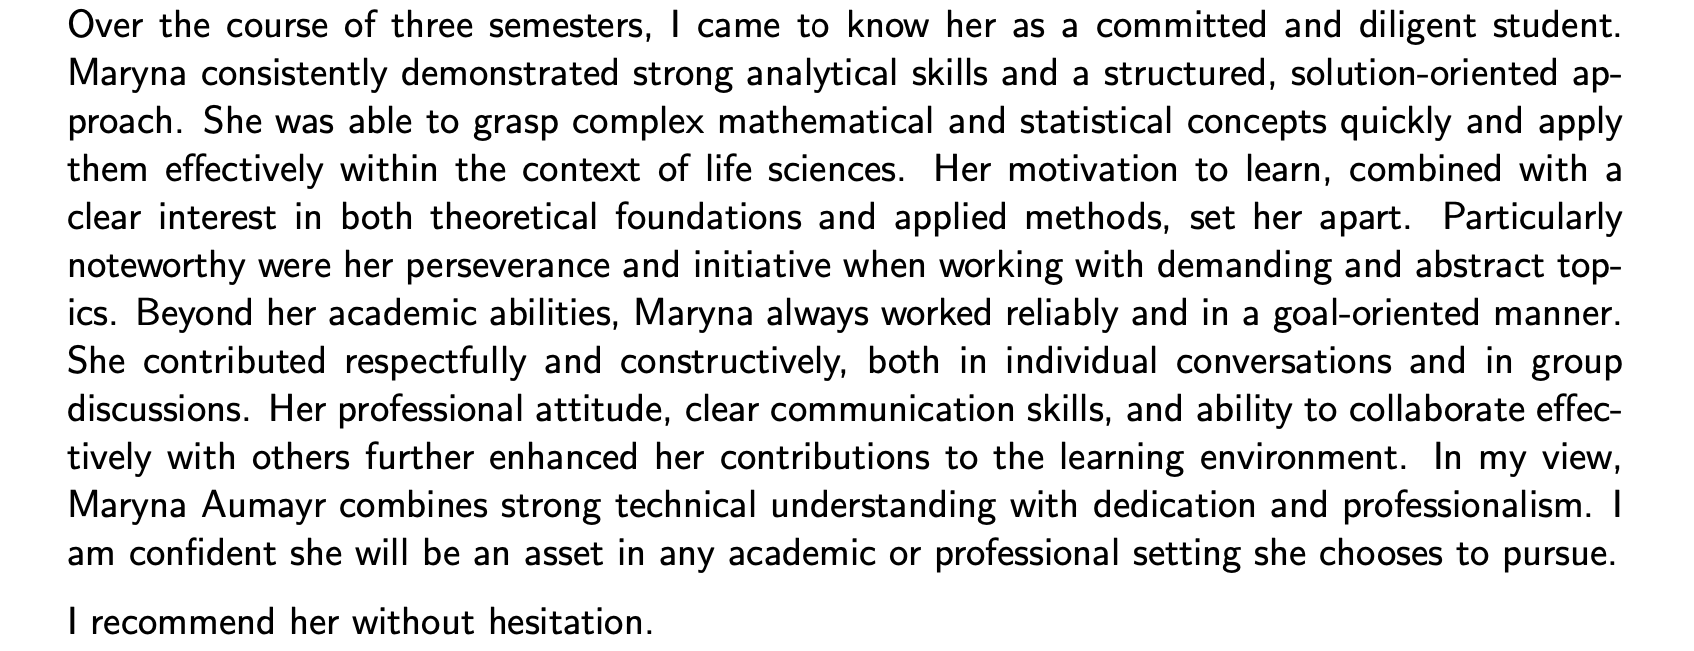 Over the course of three semesters, I came to know her as a committed and diligent student.
Maryna consistently demonstrated strong analytical skills and a structured, solution-oriented ap-
proach. She was able to grasp complex mathematical and statistical concepts quickly and apply
them effectively within the context of life sciences. Her motivation to learn, combined with a
clear interest in both theoretical foundations and applied methods, set her apart. Particularly
noteworthy were her perseverance and initiative when working with demanding and abstract top-
ics. Beyond her academic abilities, Maryna always worked reliably and in a goal-oriented manner.
She contributed respectfully and constructively, both in individual conversations and in group
discussions. Her professional attitude, clear communication skills, and ability to collaborate effec-
tively with others further enhanced her contributions to the learning environment. In my view,
Maryna Aumayr combines strong technical understanding with dedication and professionalism. I
am confident she will be an asset in any academic or professional setting she chooses to pursue.
I recommend her without hesitation.